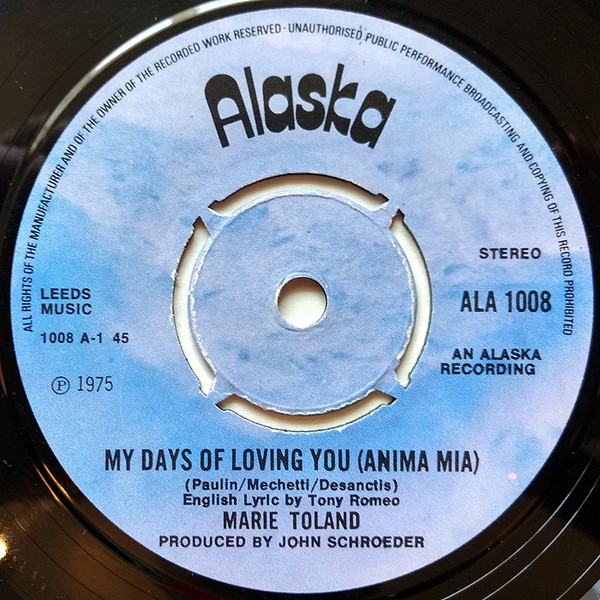 ALL RIGHTS OF THE MANUFACTURER AND OF THE OWNER OF THE RECORDED WORK RESERVED · UNAUTHORISED PUBLIC PERFORMANCE BROADCASTING AND COPYING OF THIS RECORD PROHIBITED
Alaska
STEREO
LEEDS
MUSIC
ALA 1008
1008 A-1 45
AN ALASKA
RECORDING
Ⓟ 1975
MY DAYS OF LOVING YOU (ANIMA MIA)
(Paulin/Mechetti/Desanctis)
English Lyric by Tony Romeo
MARIE TOLAND
PRODUCED BY JOHN SCHROEDER